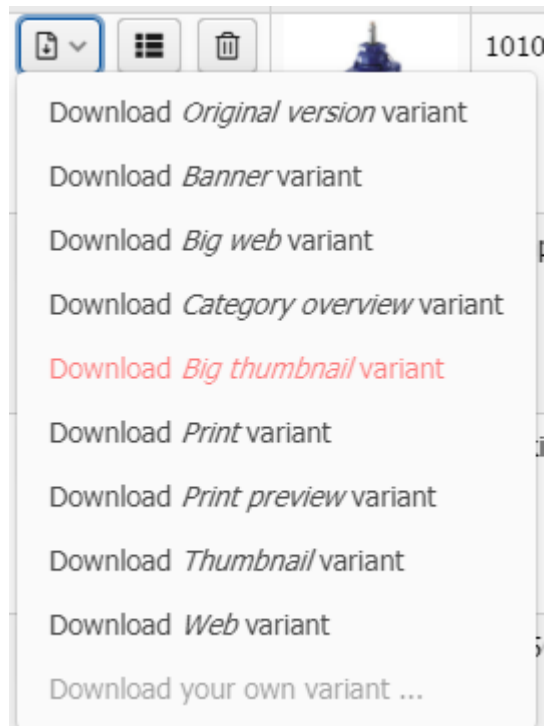 1010
Download Original version variant
Download Banner variant
Download Big web variant
Download Category overview variant
Download Big thumbnail variant
Download Print variant
Download Print preview variant
Download Thumbnail variant
Download Web variant
Download your own variant ...